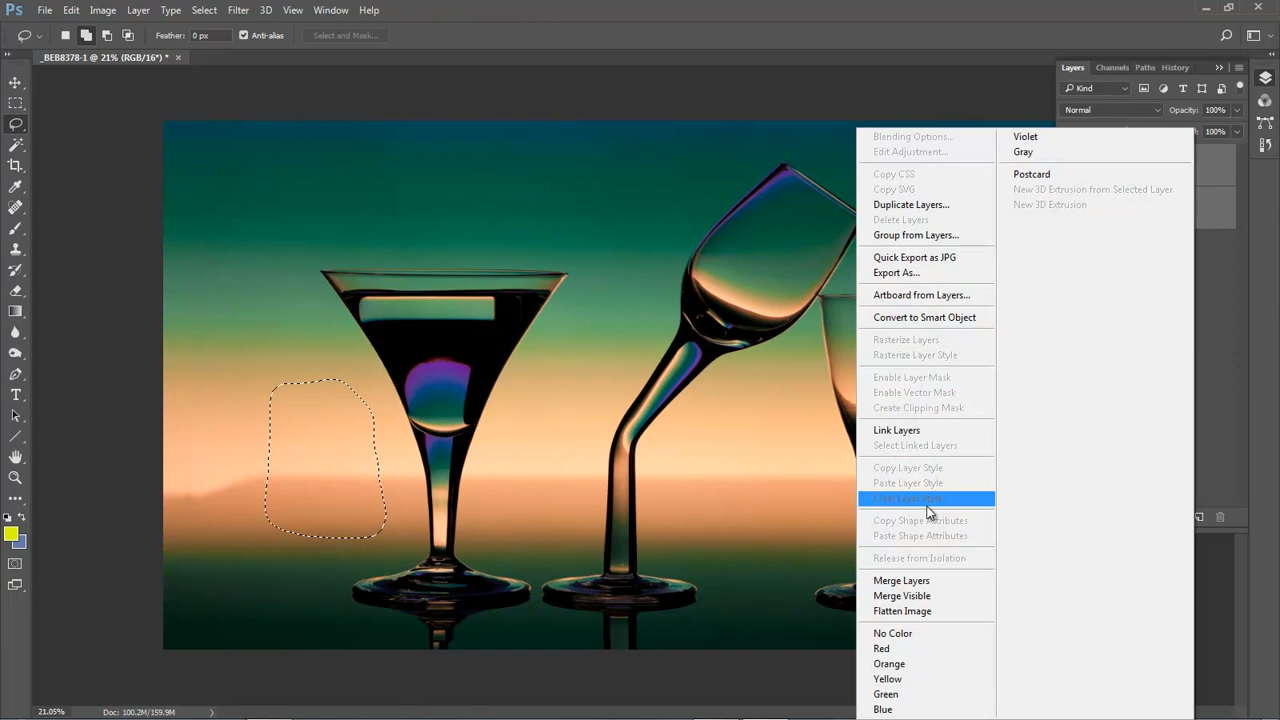 Ps File Edit Image Layer Type Select Filter 3D View Window Help
Feather: 0 px Anti-alias Select and Mask...
_BEB8378-1 @ 21% (RGB/16*) * ×
Layers Channels Paths History
Kind
Normal Opacity: 100%
100%
Blending Options...
Edit Adjustment...
Copy CSS
Copy SVG
Duplicate Layers...
Delete Layers
Group from Layers...
Quick Export as JPG
Export As...
Artboard from Layers...
Convert to Smart Object
Rasterize Layers
Rasterize Layer Style
Enable Layer Mask
Enable Vector Mask
Create Clipping Mask
Link Layers
Select Linked Layers
Copy Layer Style
Paste Layer Style
Clear Layer Style
Copy Shape Attributes
Paste Shape Attributes
Release from Isolation
Merge Layers
Merge Visible
Flatten Image
No Color
Red
Orange
Yellow
Green
Blue
Violet
Gray
Postcard
New 3D Extrusion from Selected Layer
New 3D Extrusion
21.05% Doc: 100.2M/159.9M